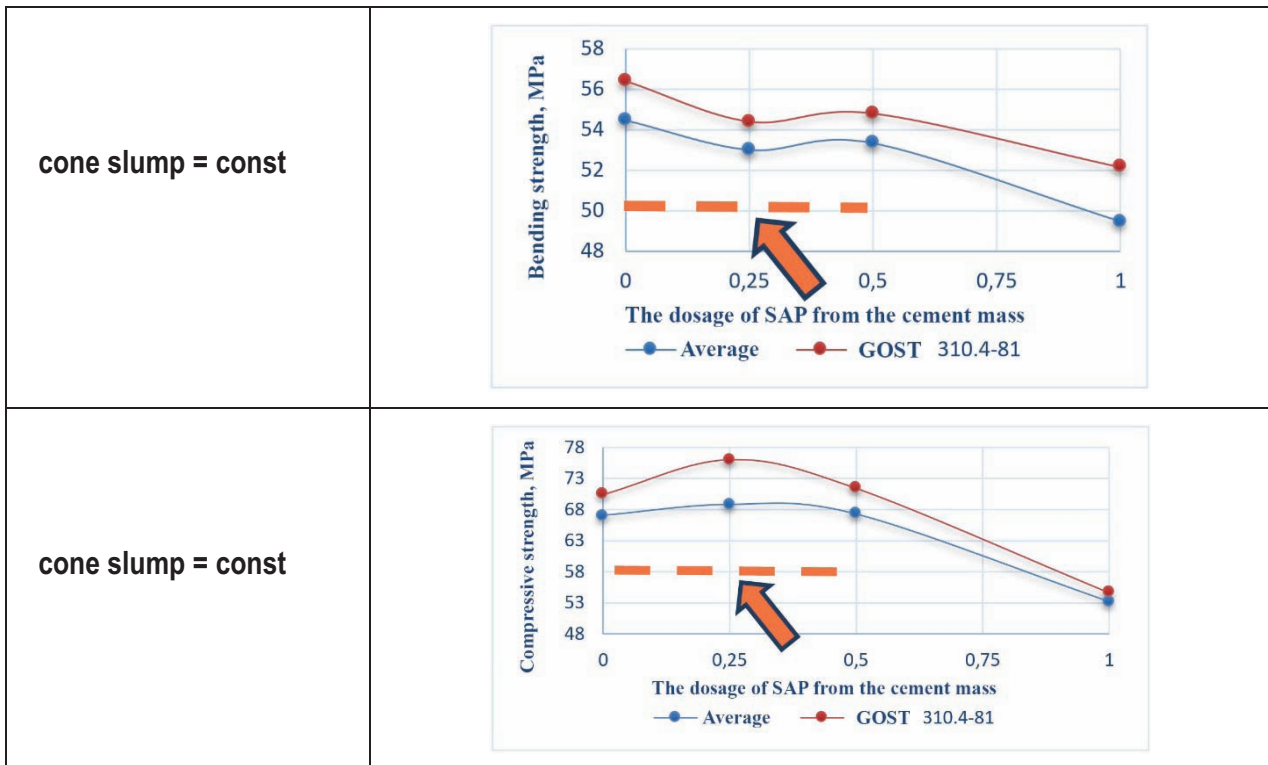 cone slump = const
Bending strength, MPa
58
56
54
52
50
48
0 0,25 0,5 0,75 1
The dosage of SAP from the cement mass
Average GOST 310.4-81
cone slump = const
Compressive strength, MPa
78
73
68
63
58
53
48
0 0,25 0,5 0,75 1
The dosage of SAP from the cement mass
Average GOST 310.4-81